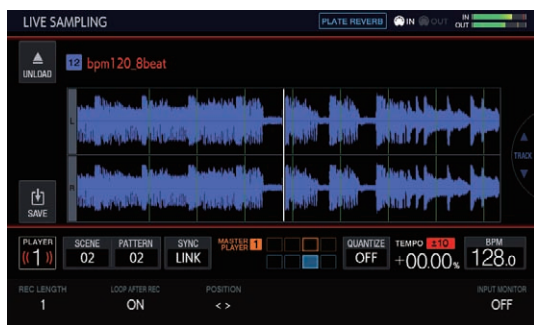 LIVE SAMPLING
PLATE REVERB
IN
OUT
IN
OUT
UNLOAD
12 bpm120_8beat
L
R
TRACK
SAVE
PLAYER
1
SCENE
02
PATTERN
02
SYNC
LINK
MASTER
PLAYER
1
QUANTIZE
OFF
TEMPO
±10
+00.00%
BPM
128.0
REC LENGTH
1
LOOP AFTER REC
ON
POSITION
< >
INPUT MONITOR
OFF